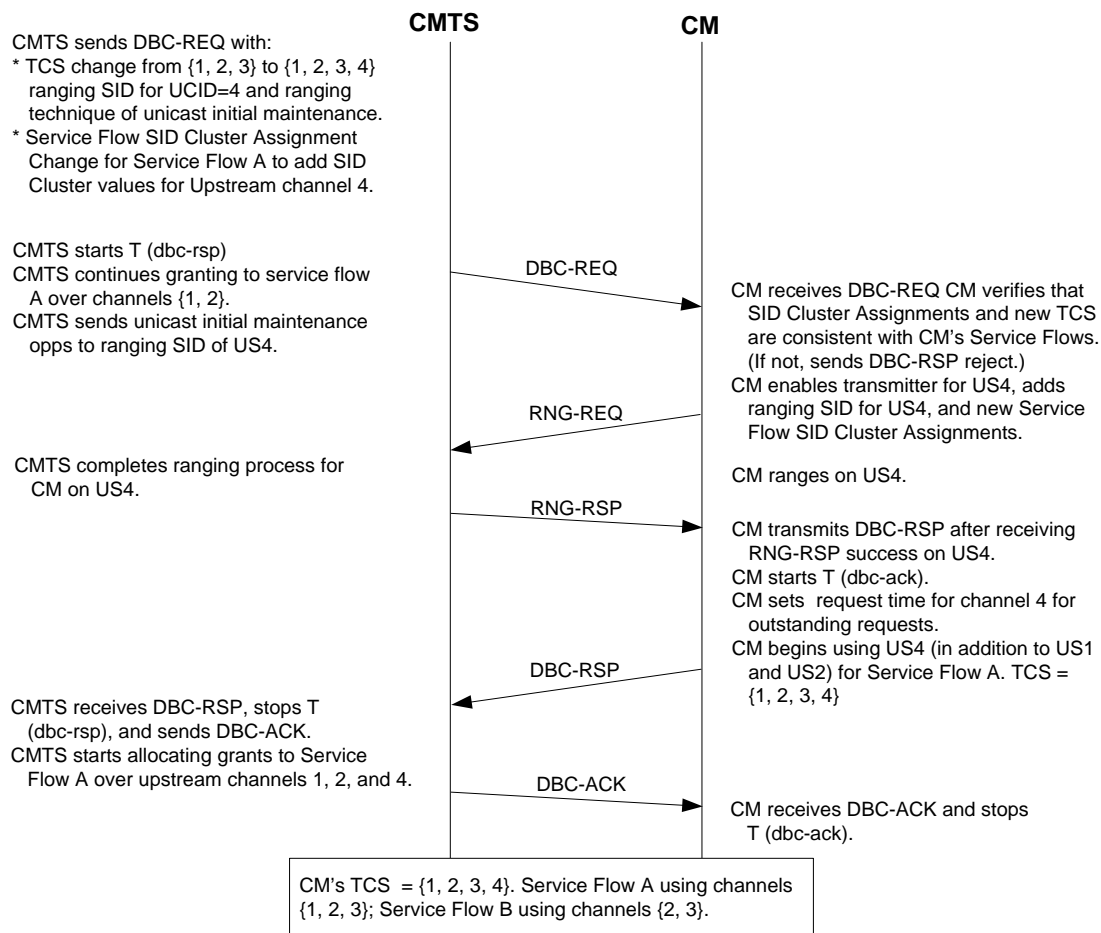 CMTS
CM
CMTS sends DBC-REQ with:
* TCS change from {1, 2, 3} to {1, 2, 3, 4}
ranging SID for UCID=4 and ranging
technique of unicast initial maintenance.
* Service Flow SID Cluster Assignment
Change for Service Flow A to add SID
Cluster values for Upstream channel 4.
CMTS starts T (dbc-rsp)
CMTS continues granting to service flow
A over channels {1, 2}.
CMTS sends unicast initial maintenance
opps to ranging SID of US4.
DBC-REQ
CM receives DBC-REQ CM verifies that
SID Cluster Assignments and new TCS
are consistent with CM's Service Flows.
(If not, sends DBC-RSP reject.)
CM enables transmitter for US4, adds
ranging SID for US4, and new Service
Flow SID Cluster Assignments.
RNG-REQ
CMTS completes ranging process for
CM on US4.
CM ranges on US4.
RNG-RSP
CM transmits DBC-RSP after receiving
RNG-RSP success on US4.
CM starts T (dbc-ack).
CM sets request time for channel 4 for
outstanding requests.
CM begins using US4 (in addition to US1
and US2) for Service Flow A. TCS =
{1, 2, 3, 4}
DBC-RSP
CMTS receives DBC-RSP, stops T
(dbc-rsp), and sends DBC-ACK.
CMTS starts allocating grants to Service
Flow A over upstream channels 1, 2, and 4.
DBC-ACK
CM receives DBC-ACK and stops
T (dbc-ack).
CM's TCS = {1, 2, 3, 4}. Service Flow A using channels
{1, 2, 3}; Service Flow B using channels {2, 3}.